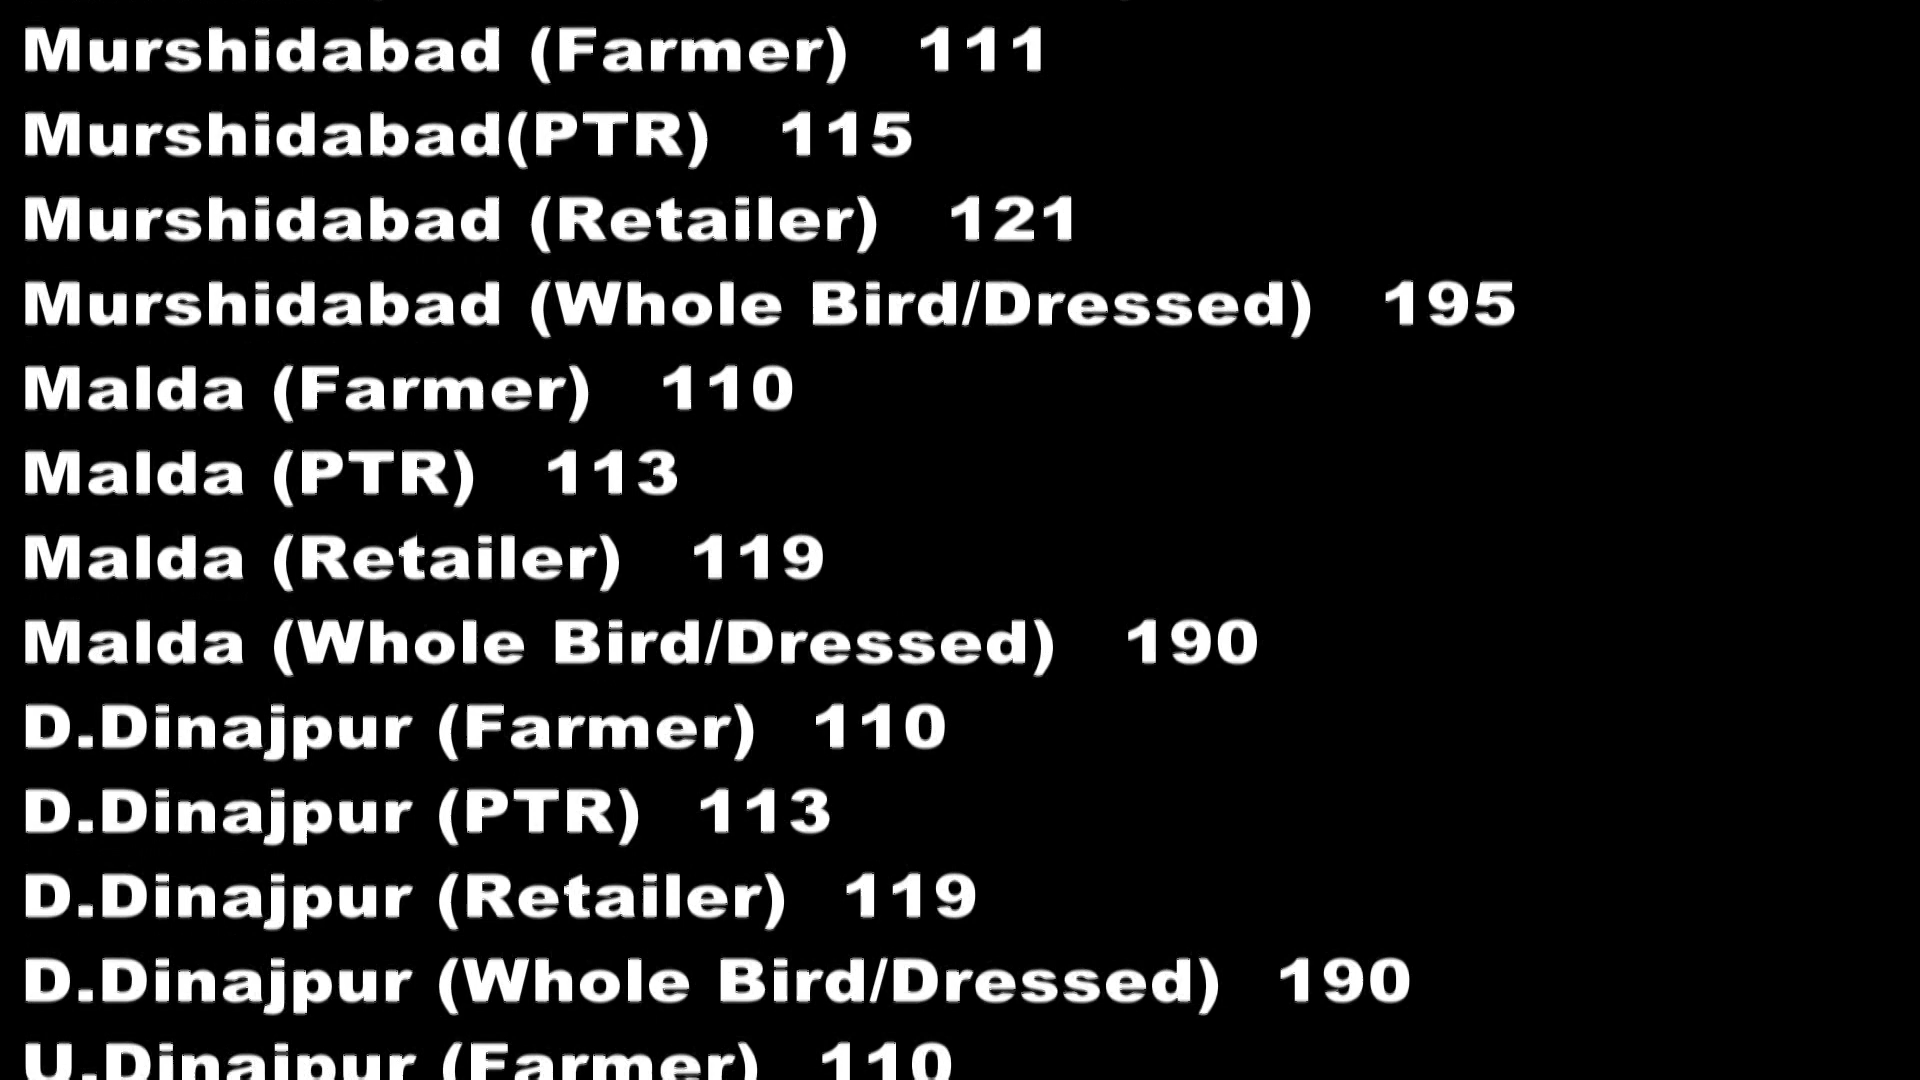 Murshidabad (Farmer) 111
Murshidabad(PTR) 115
Murshidabad (Retailer) 121
Murshidabad (Whole Bird/Dressed) 195
Malda (Farmer) 110
Malda (PTR) 113
Malda (Retailer) 119
Malda (Whole Bird/Dressed) 190
D.Dinajpur (Farmer) 110
D.Dinajpur (PTR) 113
D.Dinajpur (Retailer) 119
D.Dinajpur (Whole Bird/Dressed) 190
U.Dinajpur (Farmer) 110